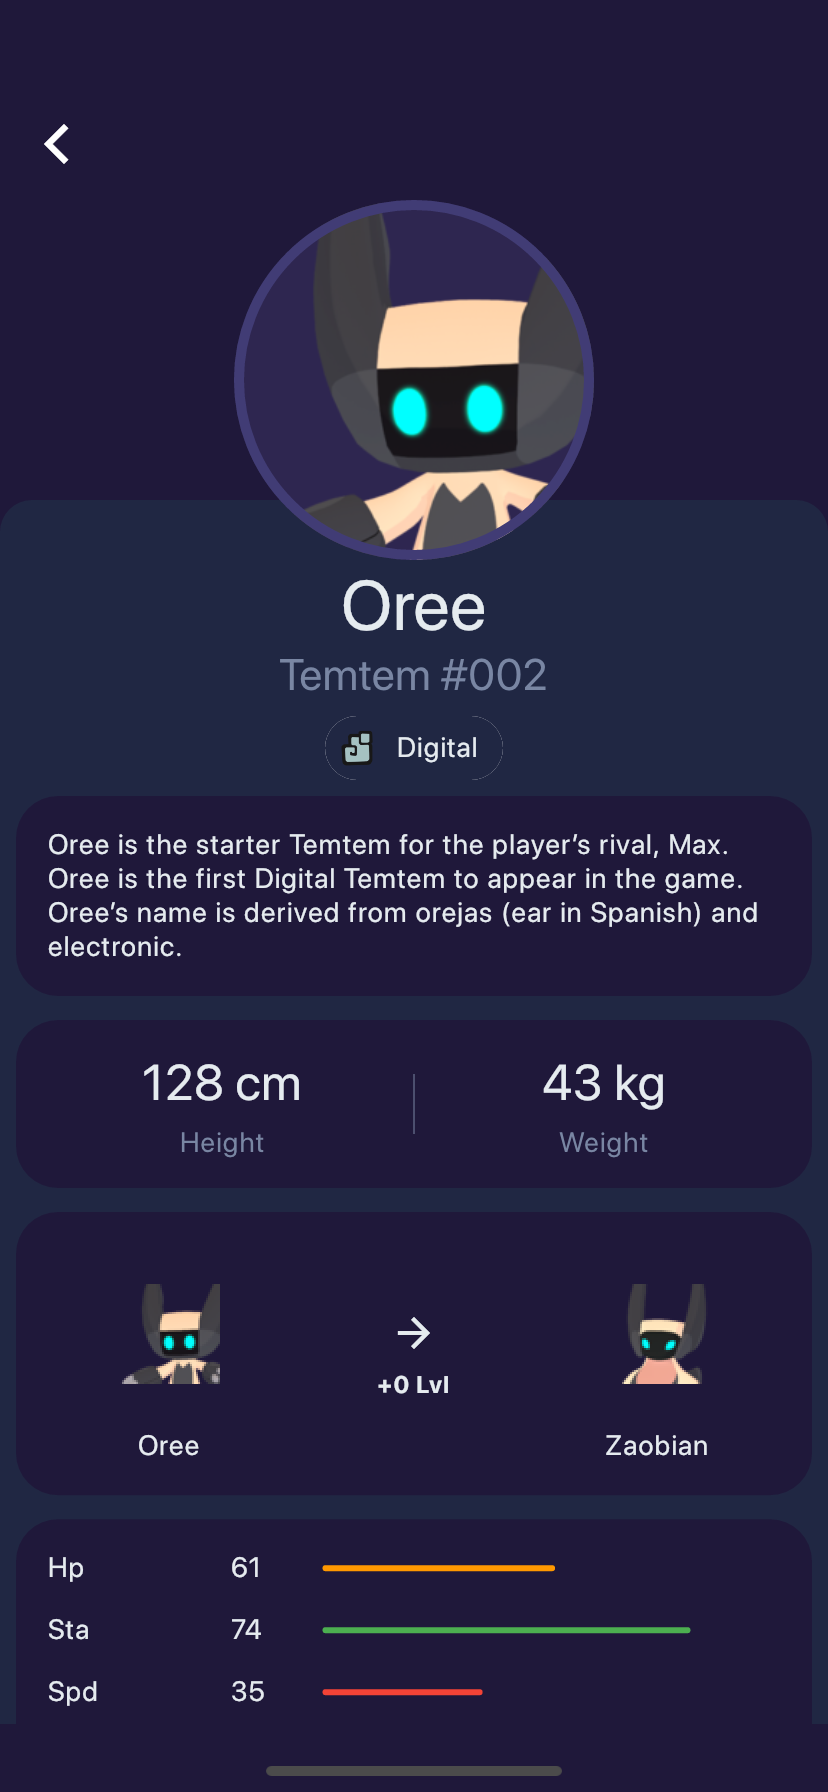 Oree
Temtem #002
Digital
Oree is the starter Temtem for the player’s rival, Max.
Oree is the first Digital Temtem to appear in the game.
Oree’s name is derived from orejas (ear in Spanish) and
electronic.
128 cm
Height
43 kg
Weight
+0 Lvl
Oree
Zaobian
Hp 61
Sta 74
Spd 35